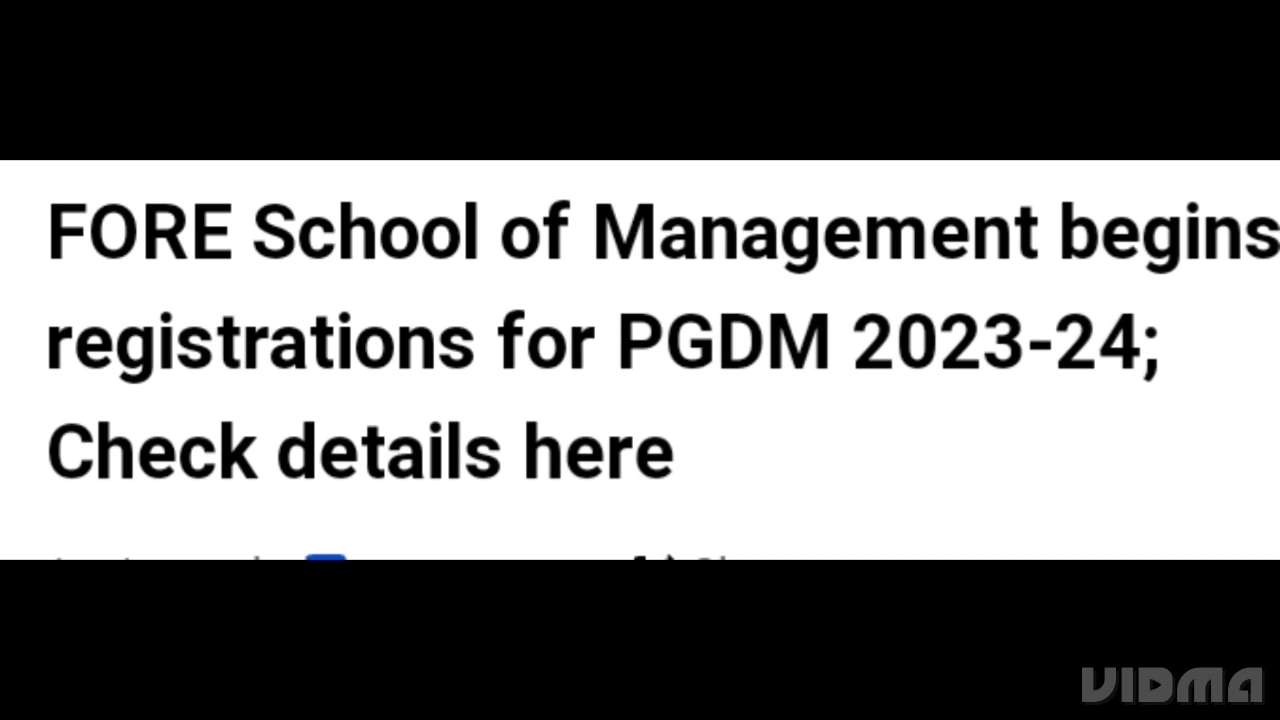 FORE School of Management begins
registrations for PGDM 2023-24;
Check details here
VIDMA